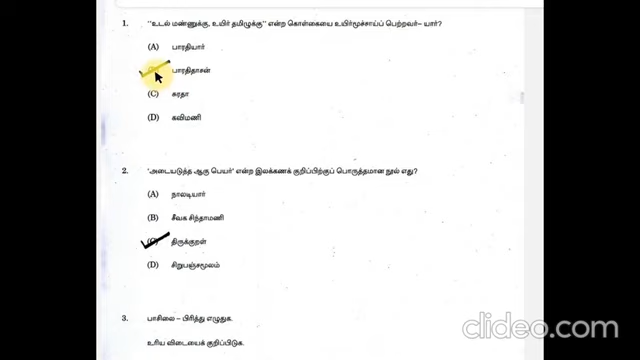 1. "உடல் மண்ணுக்கு, உயிர் தமிழுக்கு" என்ற கொள்கையை உயிர்மூச்சாய்ப் பெற்றவர்– யார்?
(A) பாரதியார்
பாரதிதாசன்
(C) சுரதா
(D) கவிமணி
2. 'அடையடுத்த ஆகு பெயர்' என்ற இலக்கணக் குறிப்பிற்குப் பொருத்தமான நூல் எது?
(A) நாலடியார்
(B) சீவக சிந்தாமணி
(C) திருக்குறள்
(D) சிறுபஞ்சமூலம்
3. பாசிலை – பிரித்து எழுதுக.
உரிய விடையைக் குறிப்பிடுக.
clideo.com